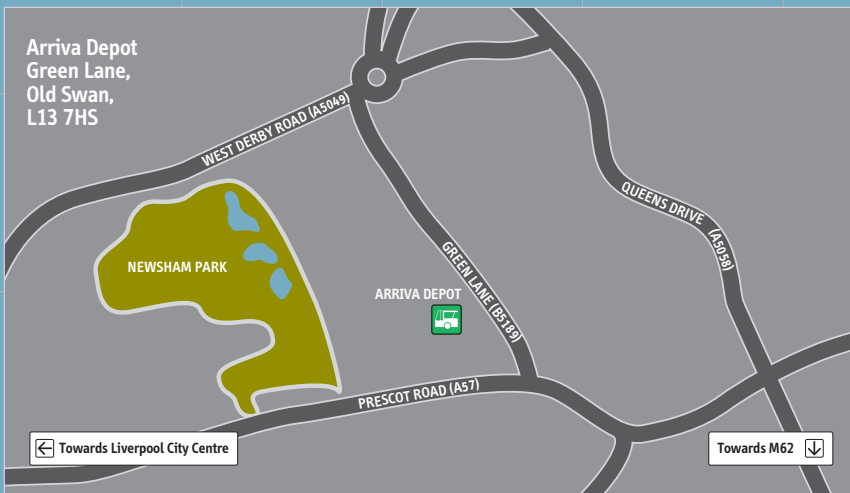 Arriva Depot
Green Lane,
Old Swan,
L13 7HS
WEST DERBY ROAD (A5049)
QUEENS DRIVE (A5058)
NEWSHAM PARK
GREEN LANE (B5189)
ARRIVA DEPOT
PRESCOT ROAD (A57)
Towards Liverpool City Centre
Towards M62